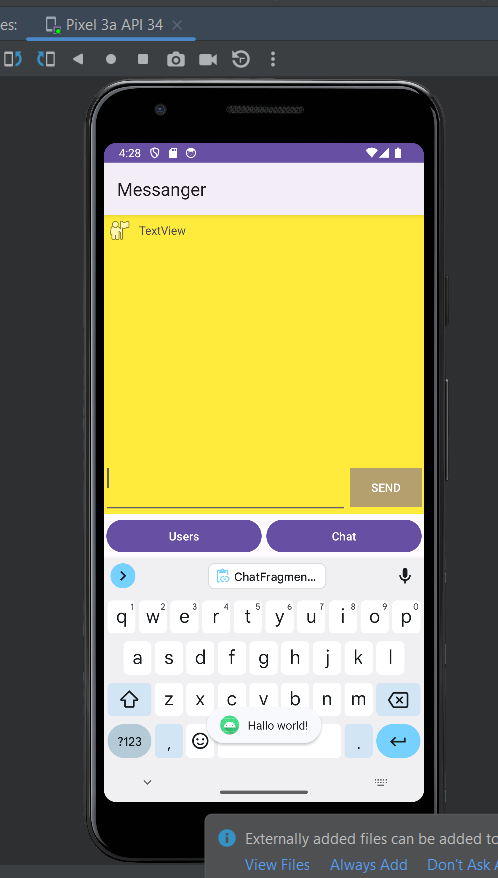 es:
Pixel 3a API 34
4:28
Messanger
TextView
SEND
Users
Chat
ChatFragmen...
q1 w2 e3 r4 t5 y6 u7 i8 o9 p0
a s d f g h j k l
z x c v b n m
Hallo world!
?123 , .
Externally added files can be added to
View Files Always Add Don't Ask A